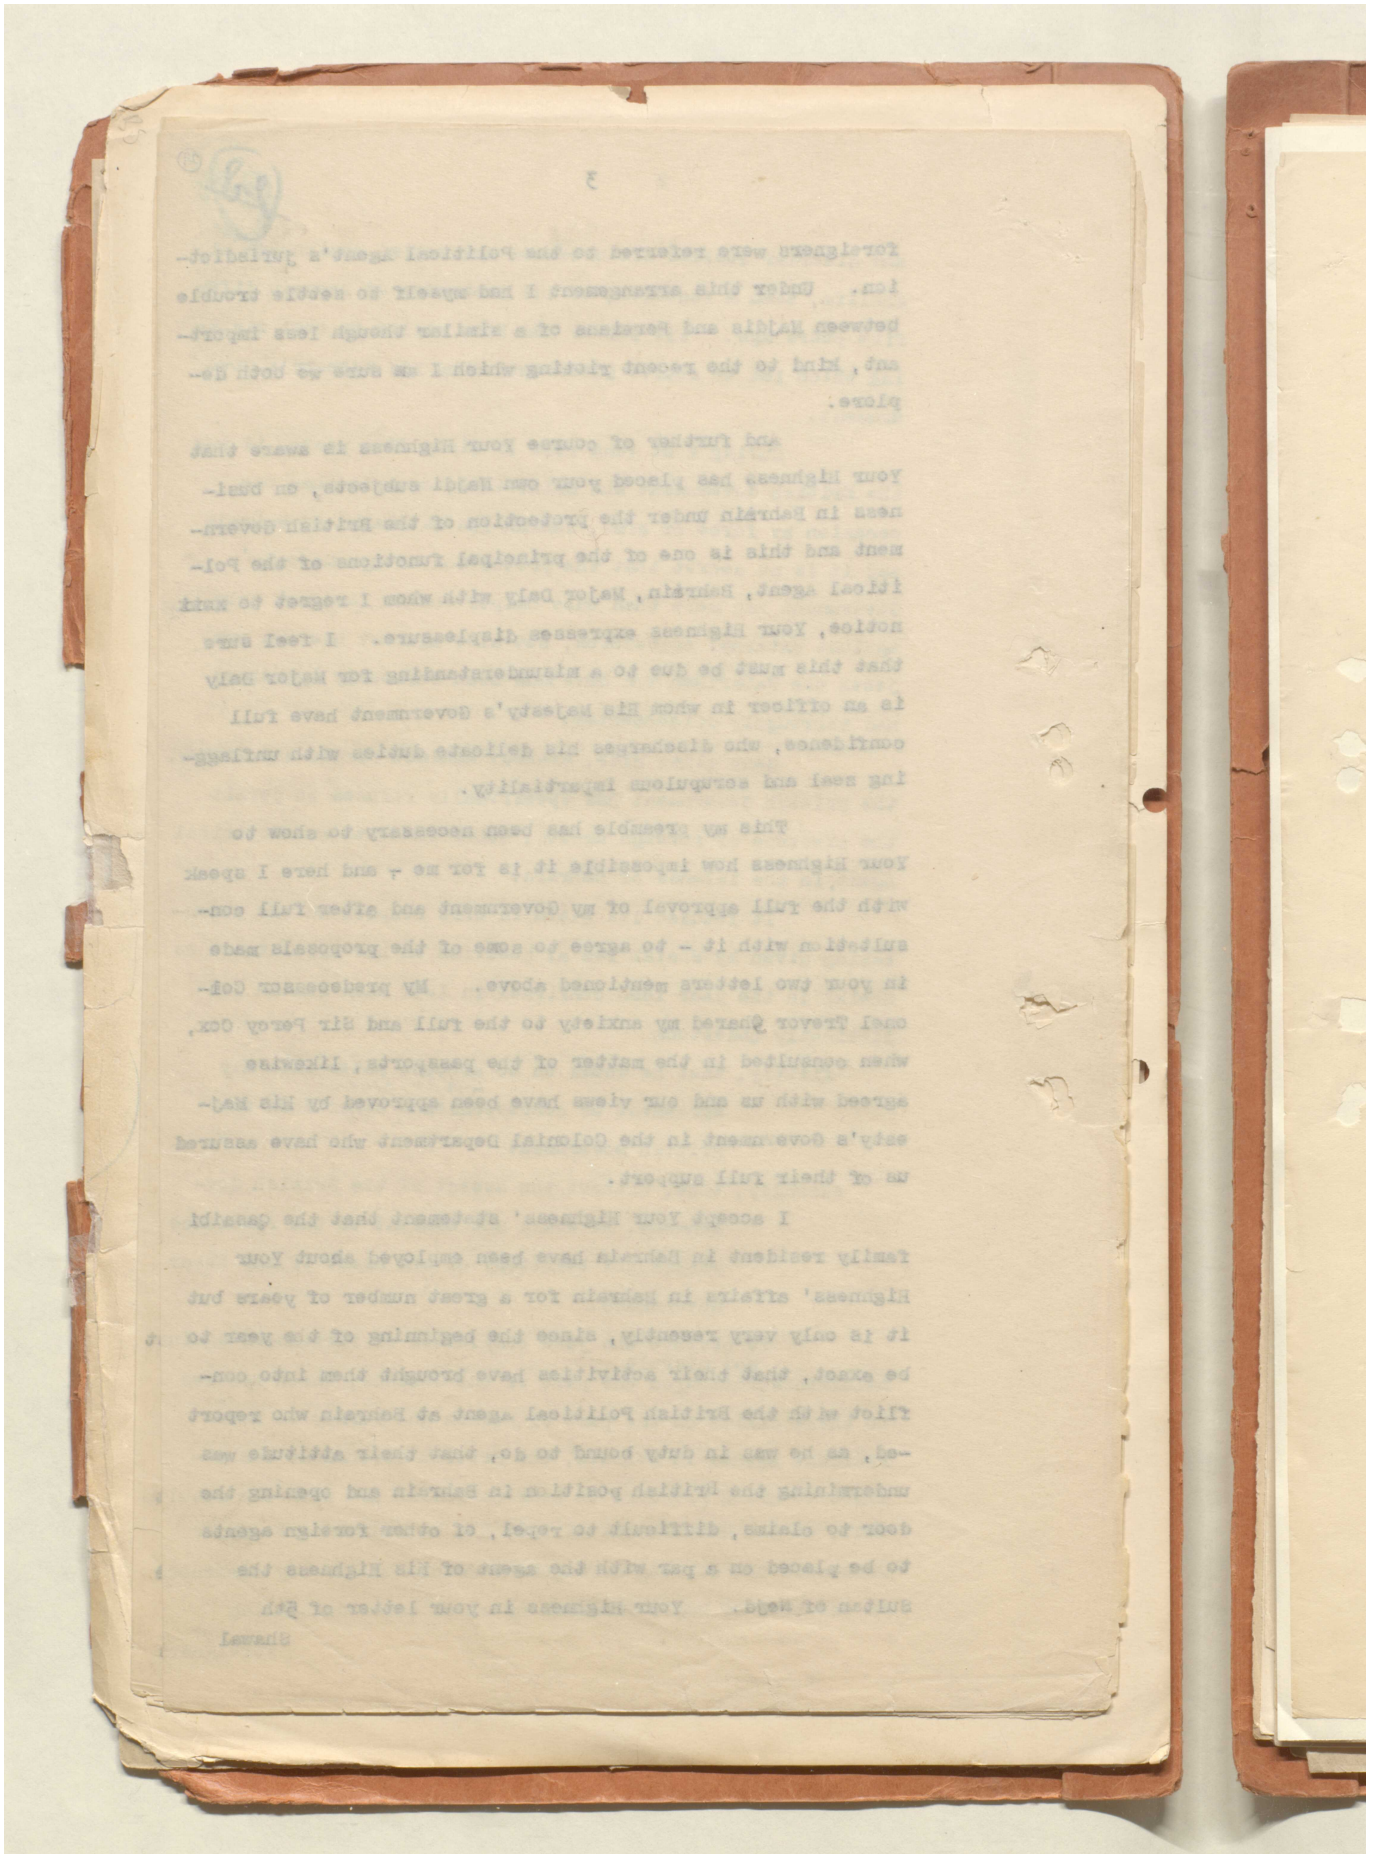 3
foreigners were referred to the Political Agent's jurisdict-
ion. Under this arrangement I had myself to settle trouble
between Najdis and Persians of a similar though less import-
ant, kind to the recent rioting which I am sure we both de-
plore.
And further of course Your Highness is aware that
Your Highness has placed your own Najdi subjects, on busi-
ness in Bahrain under the protection of the British Govern-
ment and this is one of the principal functions of the Pol-
itical Agent, Bahrain, Major Daly with whom I regret to
notice, Your Highness expresses displeasure. I feel sure
that this must be due to a misunderstanding for Major Daly
is an officer in whom His Majesty's Government have full
confidence, who discharges his delicate duties with unflagg-
ing zeal and scrupulous impartiality.
This my preamble has been necessary to show to
Your Highness how impossible it is for me - and here I speak
with the full approval of my Government and after full con-
sultation with it - to agree to some of the proposals made
in your two letters mentioned above. My predecessor Col-
onel Trevor shared my anxiety to the full and Sir Percy Cox,
when consulted in the matter of the passports, likewise
agreed with us and our views have been approved by His Maj-
esty's Government in the Colonial Department who have assured
us of their full support.
I accept Your Highness' statement that the Qasaibi
family resident in Bahrain have been employed about Your
Highness' affairs in Bahrain for a great number of years but
it is only very recently, since the beginning of the year to
be exact, that their activities have brought them into con-
flict with the British Political Agent at Bahrain who report
-ed, as he was in duty bound to do, that their attitude was
undermining the British position in Bahrain and opening the
door to claims, difficult to repel, of other foreign agents
to be placed on a par with the agent of His Highness the
Sultan of Najd. Your Highness in your letter of 5th
Shawal